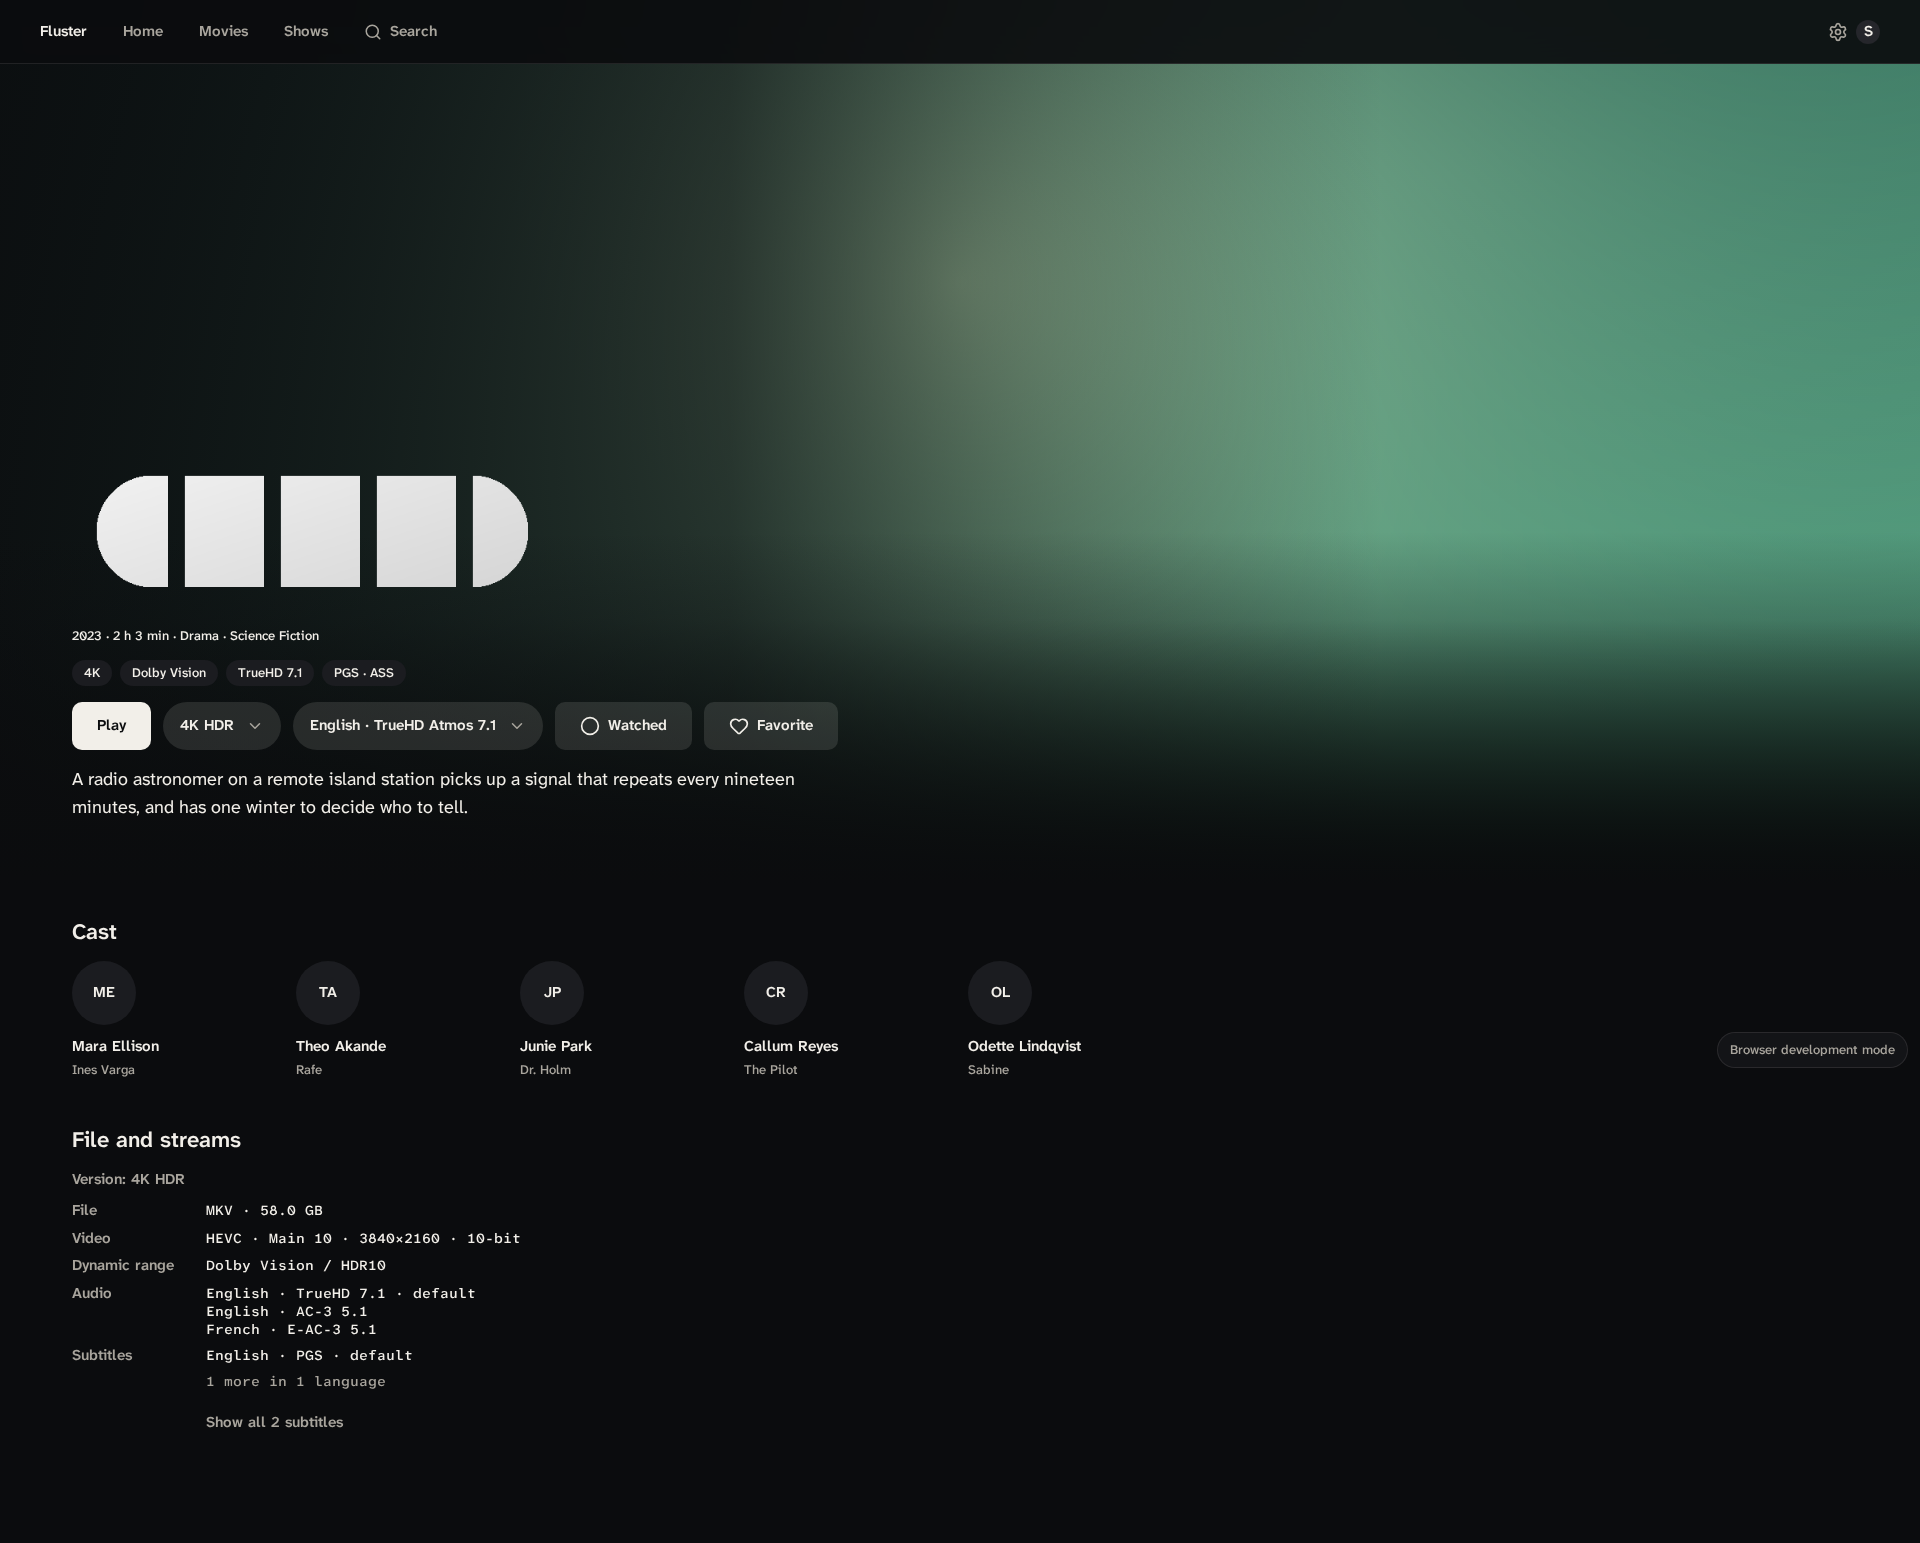 Fluster
Home
Movies
Shows
Search
S
2023 · 2 h 3 min · Drama · Science Fiction
4K
Dolby Vision
TrueHD 7.1
PGS · ASS
Play
4K HDR
English · TrueHD Atmos 7.1
Watched
Favorite
A radio astronomer on a remote island station picks up a signal that repeats every nineteen
minutes, and has one winter to decide who to tell.
Cast
ME
TA
JP
CR
OL
Mara Ellison
Theo Akande
Junie Park
Callum Reyes
Odette Lindqvist
Ines Varga
Rafe
Dr. Holm
The Pilot
Sabine
Browser development mode
File and streams
Version: 4K HDR
File MKV · 58.0 GB
Video HEVC · Main 10 · 3840×2160 · 10-bit
Dynamic range Dolby Vision / HDR10
Audio English · TrueHD 7.1 · default
English · AC-3 5.1
French · E-AC-3 5.1
Subtitles English · PGS · default
1 more in 1 language
Show all 2 subtitles